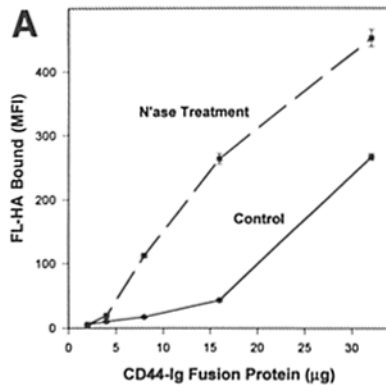 A
400
300
200
100
0
FL-HA Bound (MFI)
N'ase Treatment
Control
0 5 10 15 20 25 30
CD44-Ig Fusion Protein (μg)